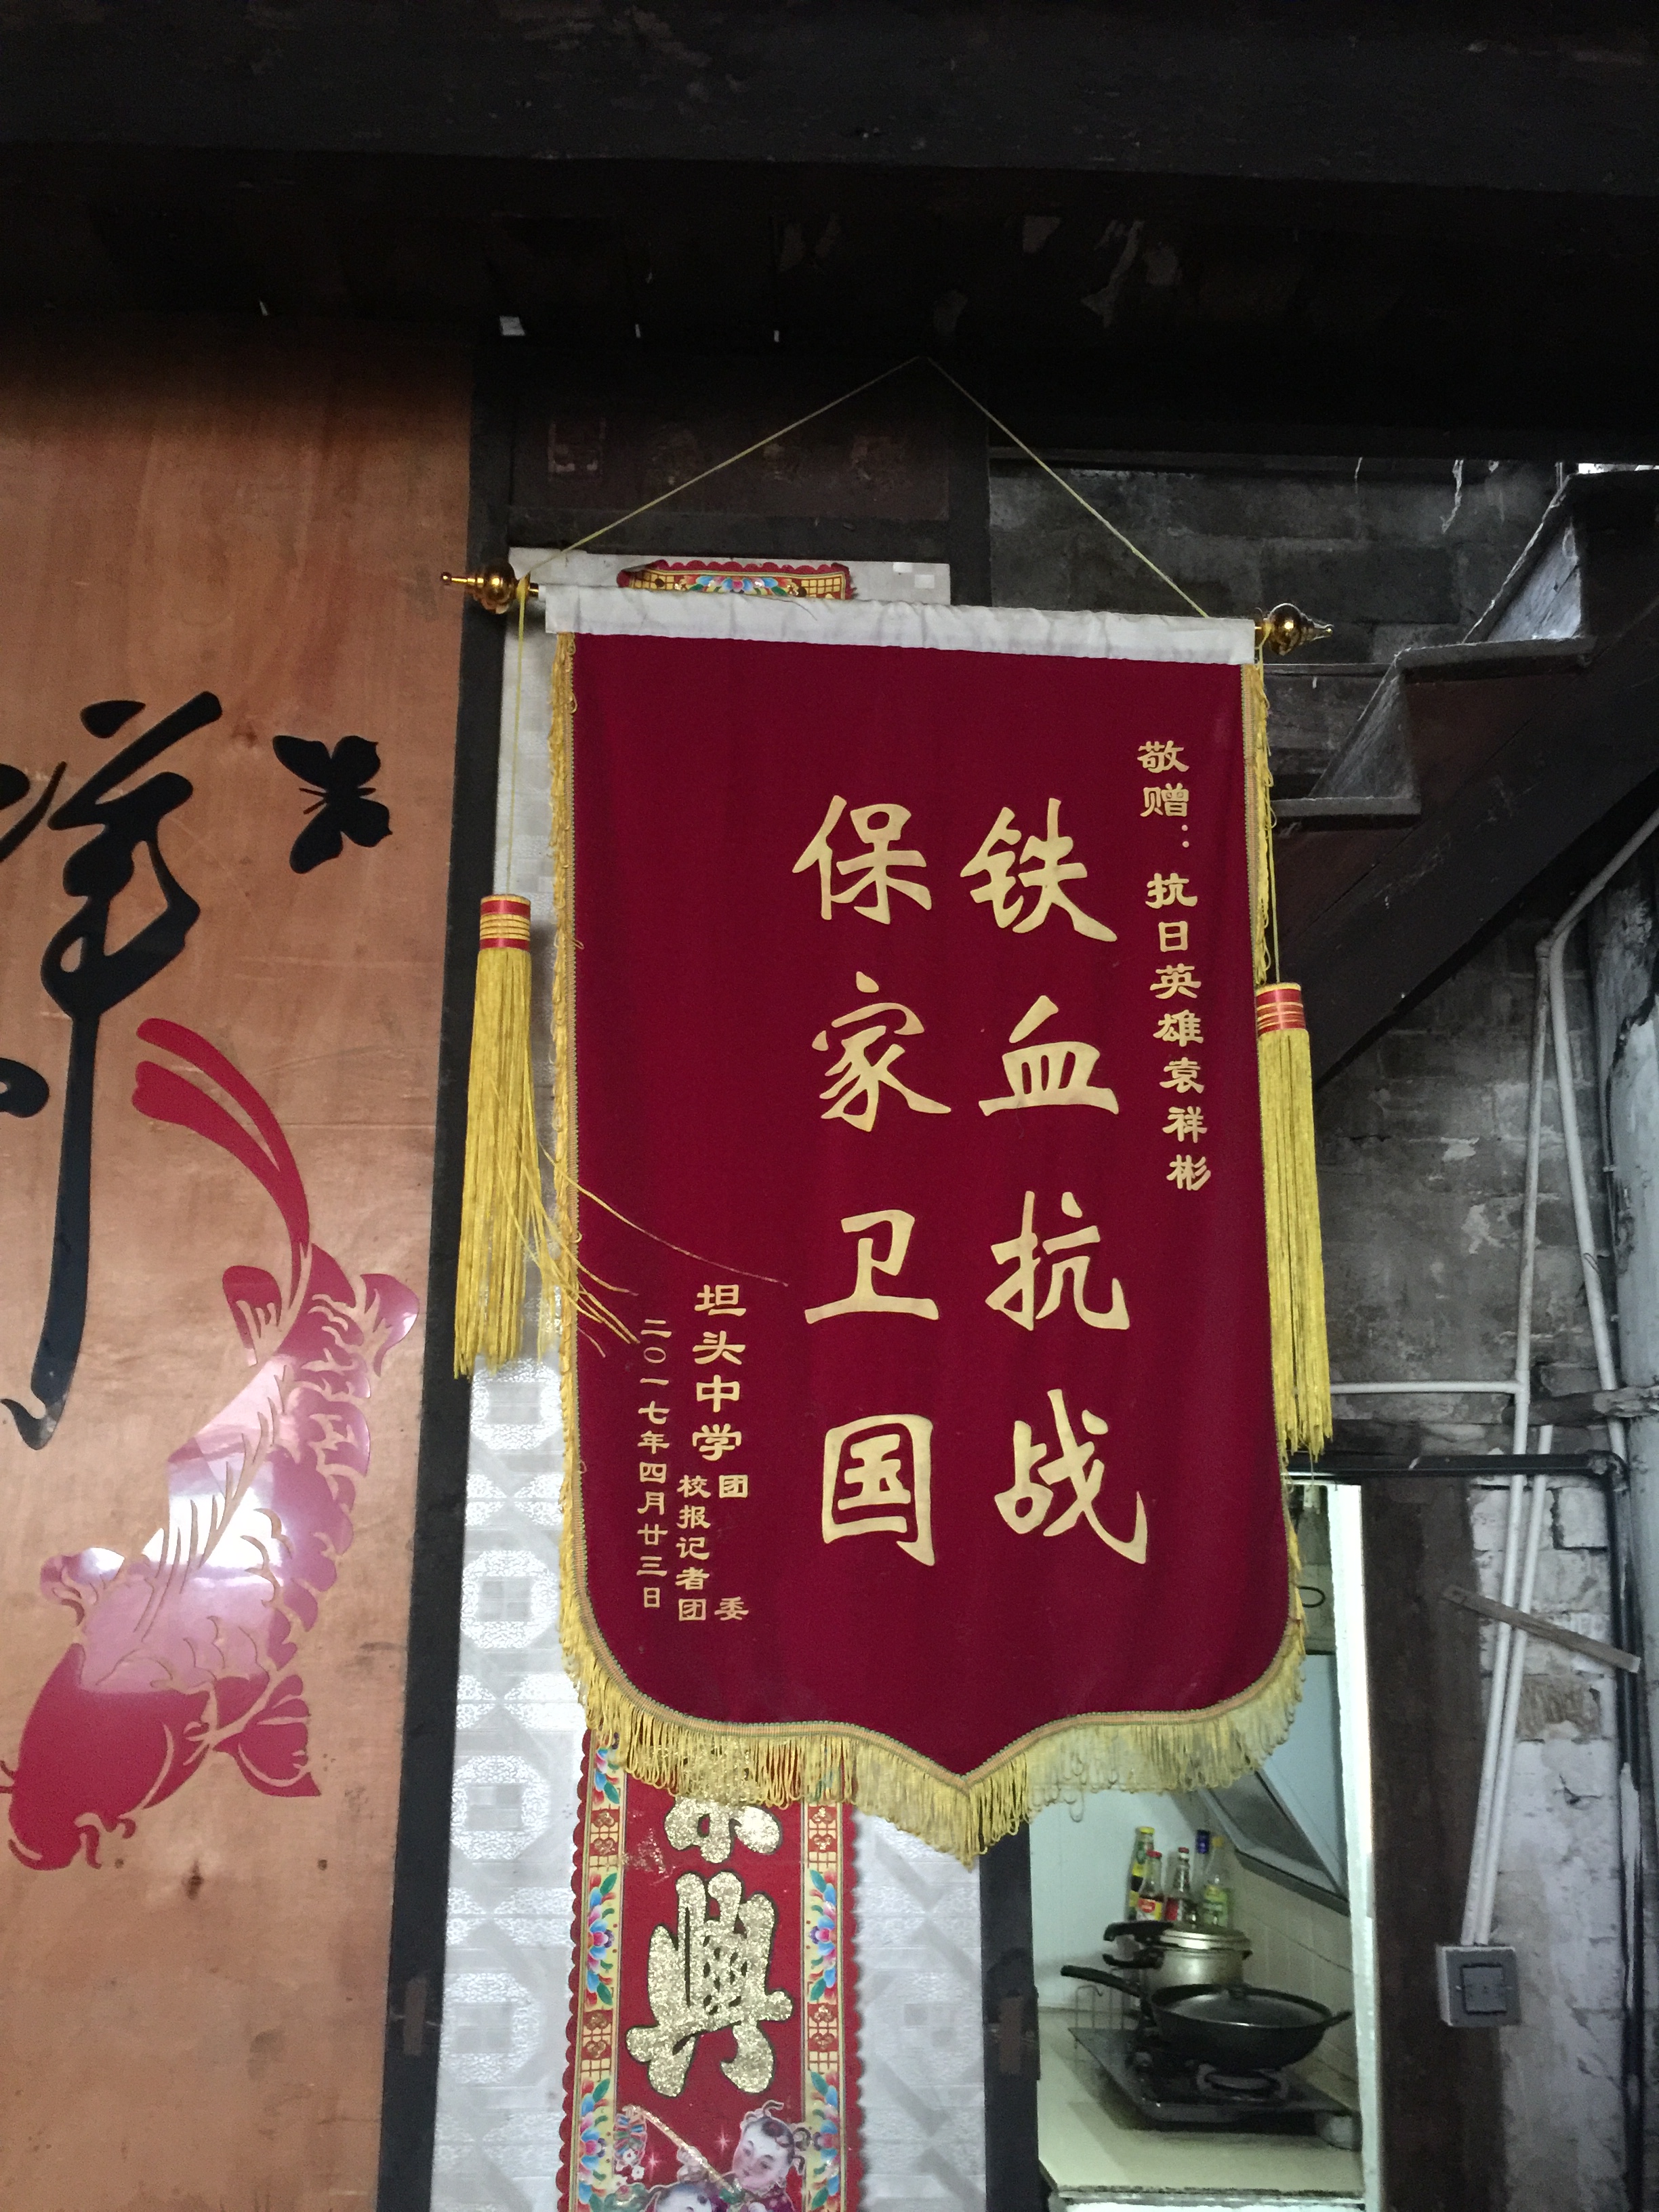 敬赠：抗日英雄袁祥彬
铁血抗战
保家卫国
坦头中学团委
校报记者团
二〇一七年四月廿三日
興